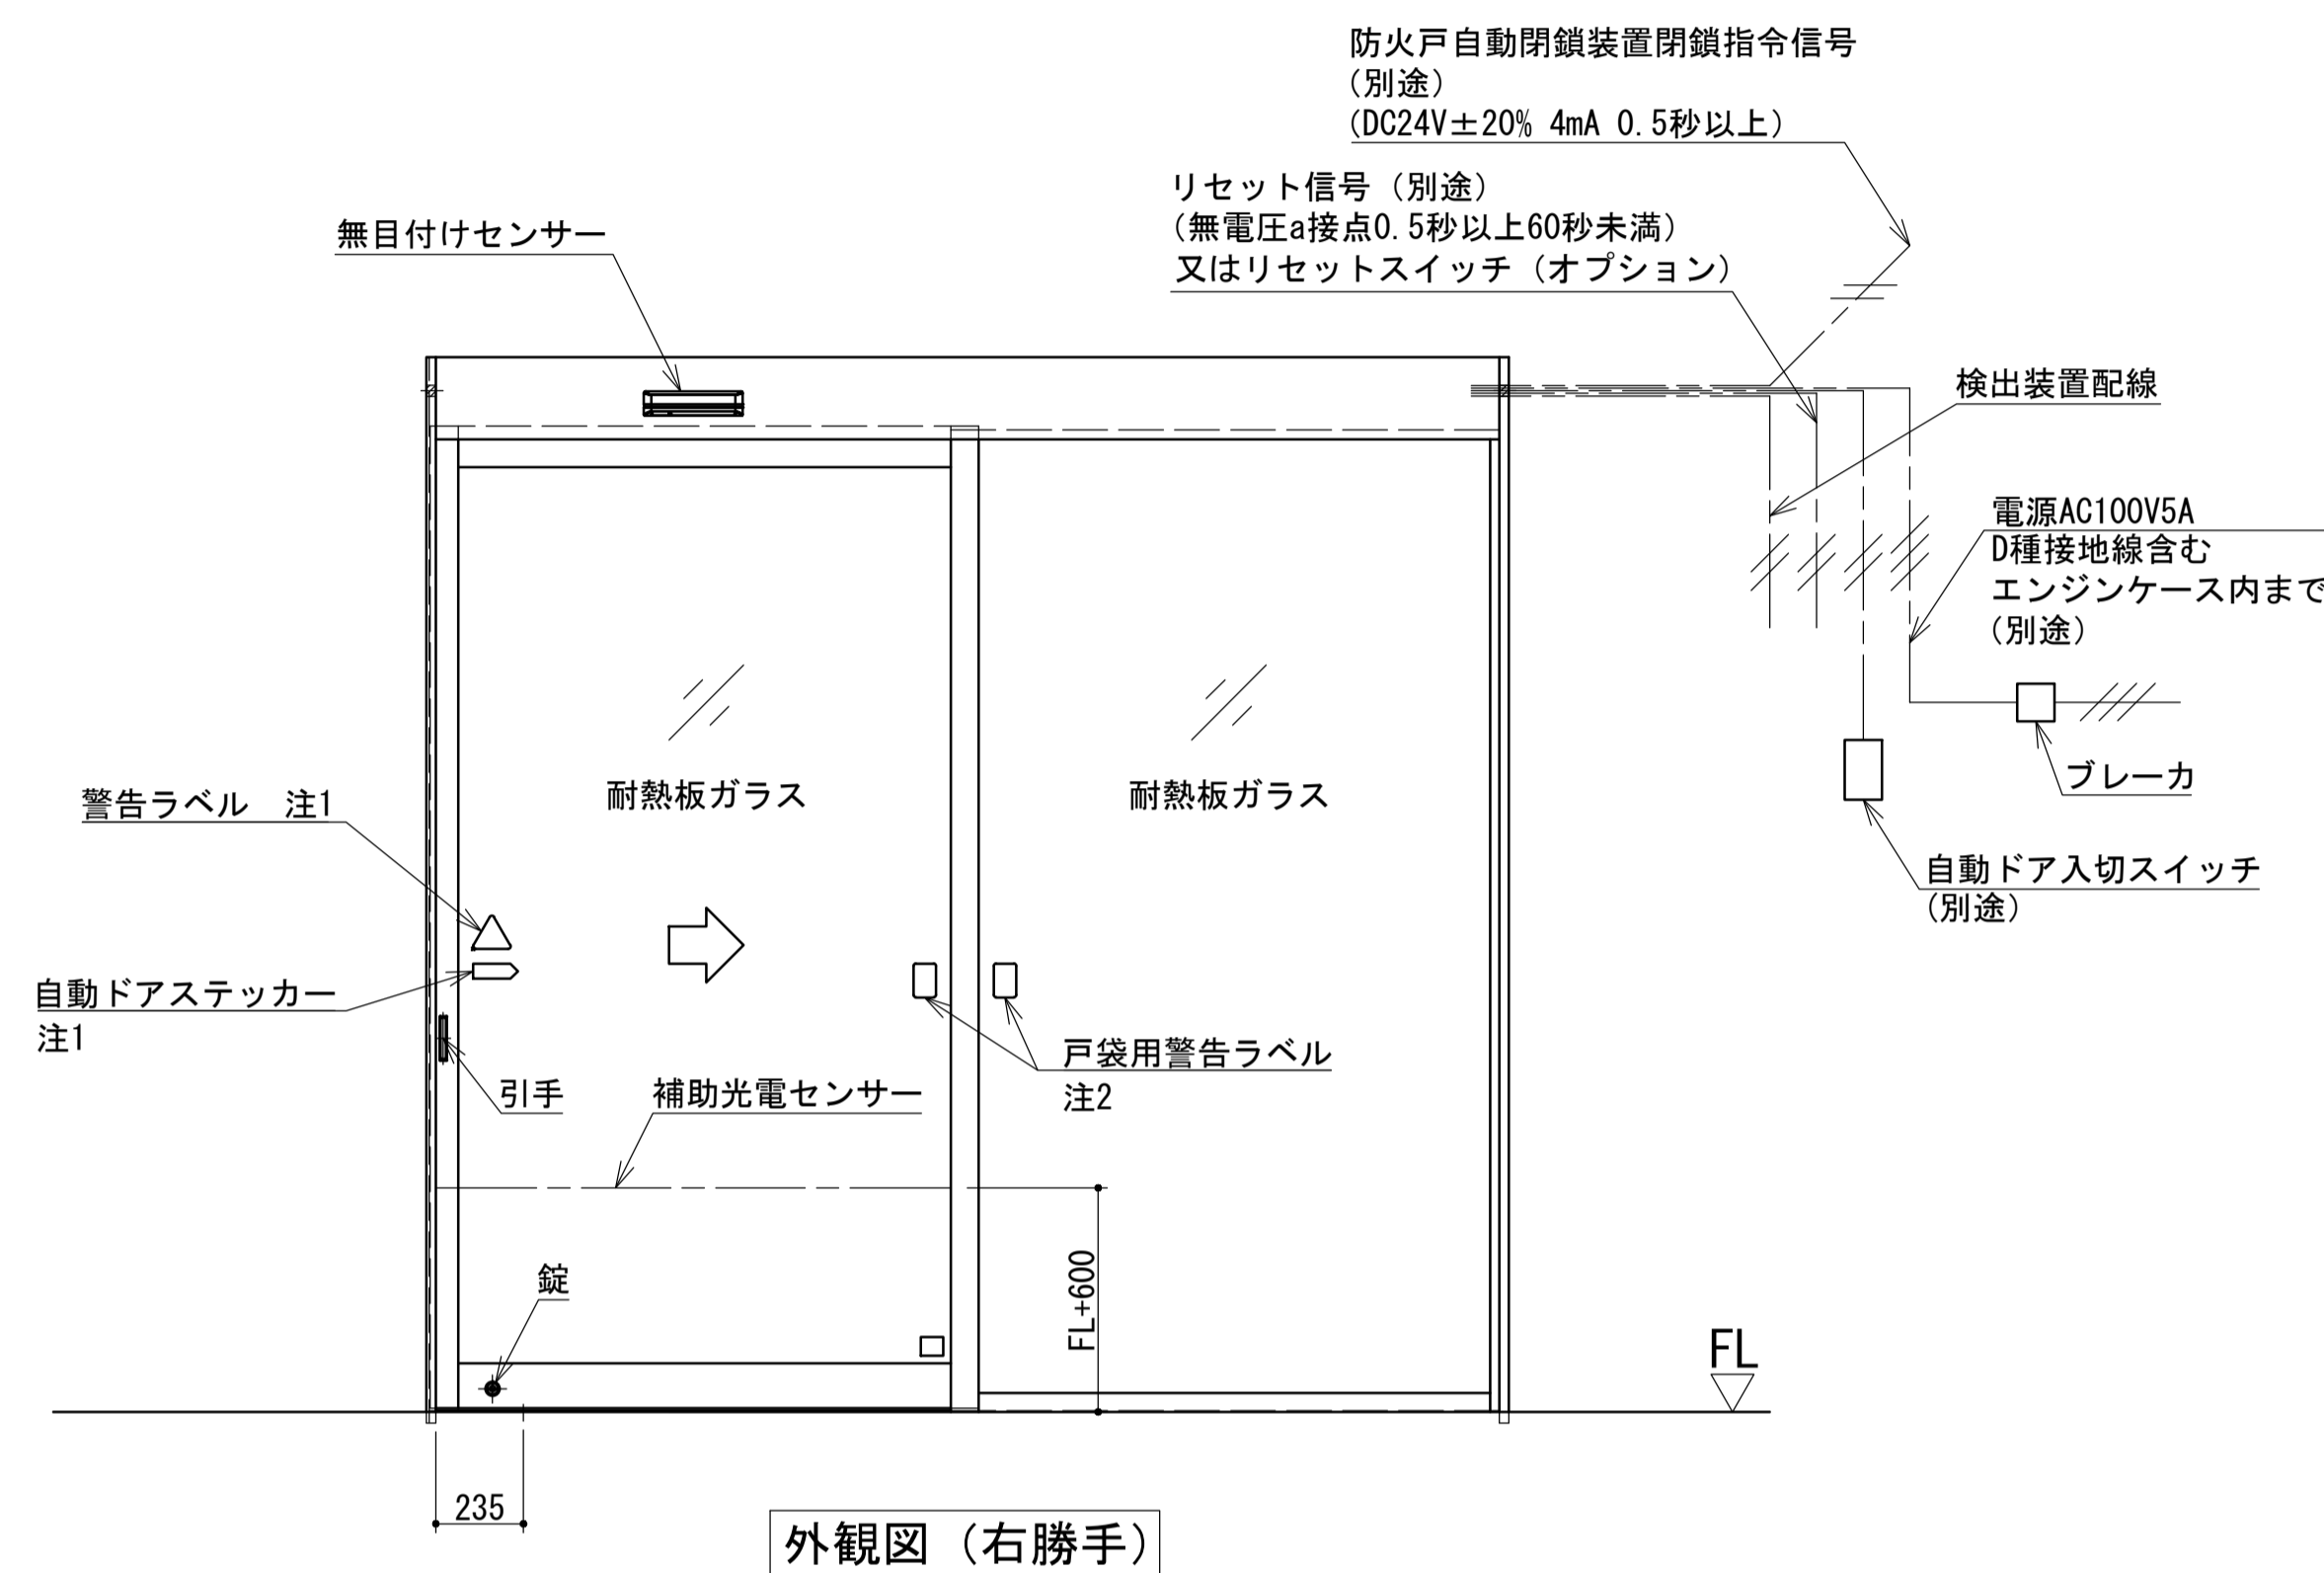 防火戸自動閉鎖装置閉鎖指令信号
(別途)
(DC24V±20% 4mA 0.5秒以上)
リセット信号(別途)
(無電圧a接点0.5秒以上60秒未満)
又はリセットスイッチ(オプション)
無目付けセンサー
検出装置配線
電源AC100V5A
D種接地線含む
エンジンケース内まで
(別途)
ブレーカ
自動ドア入切スイッチ
(別途)
耐熱板ガラス
耐熱板ガラス
警告ラベル 注1
自動ドアステッカー
注1
引手
補助光電センサー
戸袋用警告ラベル
注2
錠
FL+600
FL
235
外観図(右勝手)